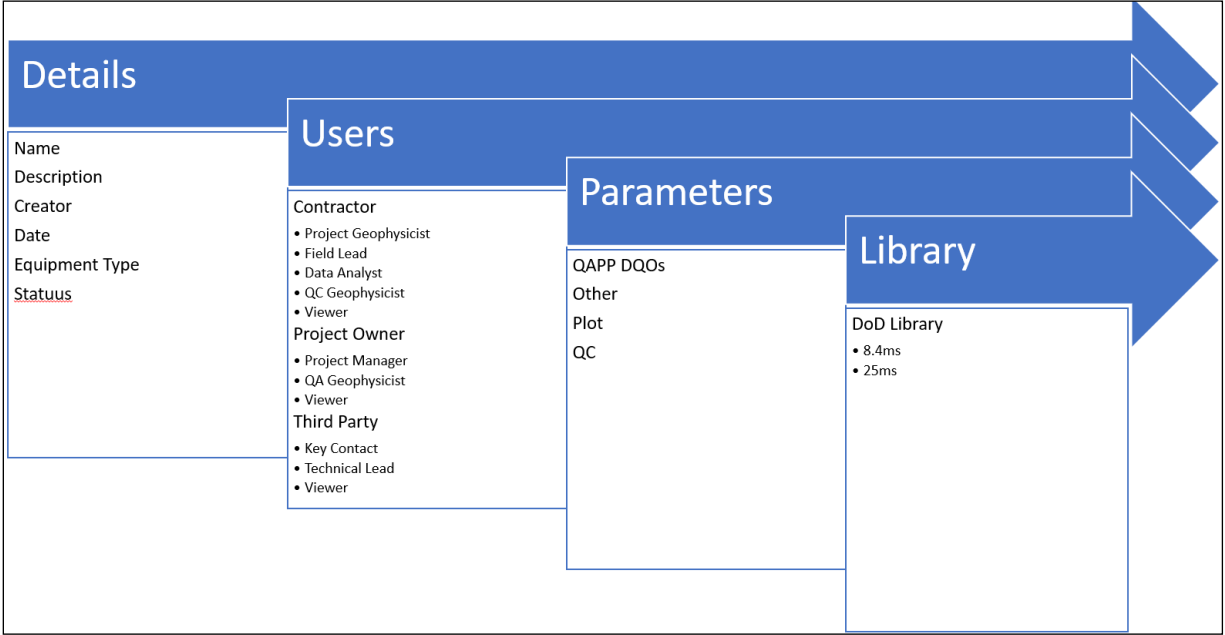 Details
Name
Description
Creator
Date
Equipment Type
Statuus
Users
Contractor
• Project Geophysicist
• Field Lead
• Data Analyst
• QC Geophysicist
• Viewer
Project Owner
• Project Manager
• QA Geophysicist
• Viewer
Third Party
• Key Contact
• Technical Lead
• Viewer
Parameters
QAPP DQOs
Other
Plot
QC
Library
DoD Library
• 8.4ms
• 25ms